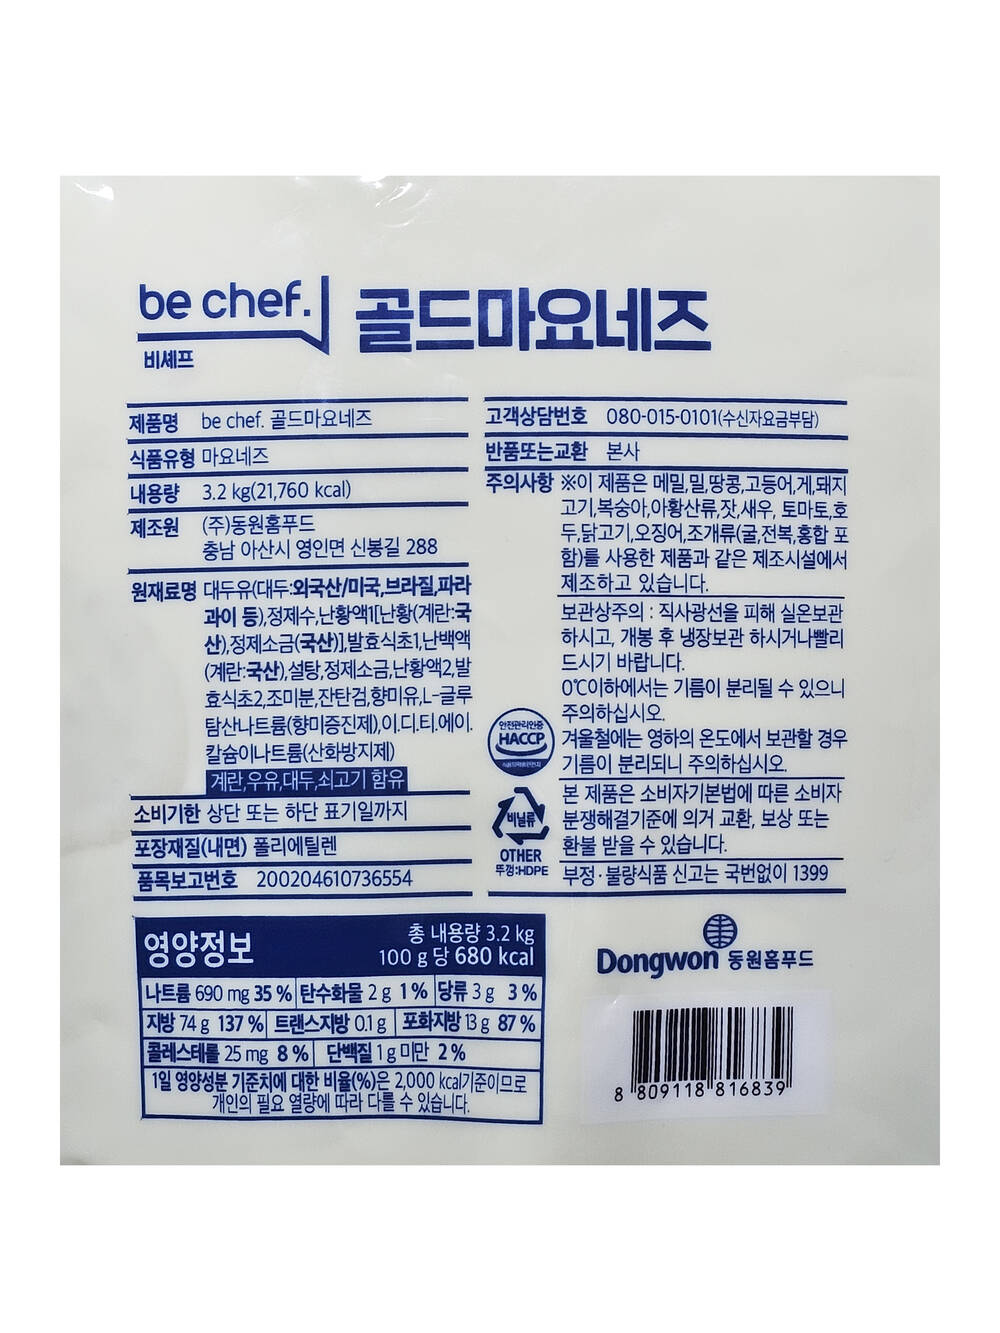 be chef.
비셰프
골드마요네즈
제품명 be chef. 골드마요네즈
식품유형 마요네즈
내용량 3.2 kg(21,760 kcal)
제조원 (주)동원홈푸드
충남 아산시 영인면 신봉길 288
원재료명 대두유(대두:외국산/미국,브라질,파라
과이 등),정제수,난황액1[난황(계란:국
산),정제소금(국산)],발효식초1,난백액
(계란:국산),설탕,정제소금,난황액2,발
효식초2,조미분,잔탄검,향미유,L-글루
탐산나트륨(향미증진제),이.디.티.에이.
칼슘이나트륨(산화방지제)
계란,우유,대두,쇠고기 함유
소비기한 상단 또는 하단 표기일까지
포장재질(내면) 폴리에틸렌
품목보고번호 200204610736554
고객상담번호 080-015-0101(수신자요금부담)
반품또는교환 본사
주의사항 ※이 제품은 메밀,밀,땅콩,고등어,게,돼지
고기,복숭아,아황산류,잣,새우, 토마토,호
두,닭고기,오징어,조개류(굴,전복,홍합 포
함)를 사용한 제품과 같은 제조시설에서
제조하고 있습니다.
보관상주의 : 직사광선을 피해 실온보관
하시고, 개봉 후 냉장보관 하시거나빨리
드시기 바랍니다.
0℃이하에서는 기름이 분리될 수 있으니
주의하십시오.
겨울철에는 영하의 온도에서 보관할 경우
기름이 분리되니 주의하십시오.
본 제품은 소비자기본법에 따른 소비자
분쟁해결기준에 의거 교환, 보상 또는
환불 받을 수 있습니다.
부정·불량식품 신고는 국번없이 1399
안전관리인증
HACCP
비닐류
OTHER
뚜껑:HDPE
영양정보
총 내용량 3.2 kg
100 g 당 680 kcal
나트륨 690 mg 35 % 탄수화물 2 g 1 % 당류 3 g 3 %
지방 74 g 137 % 트랜스지방 0.1 g 포화지방 13 g 87 %
콜레스테롤 25 mg 8 % 단백질 1 g 미만 2 %
1일 영양성분 기준치에 대한 비율(%)은 2,000 kcal기준이므로
개인의 필요 열량에 따라 다를 수 있습니다.
Dongwon 동원홈푸드
8 809118 816839